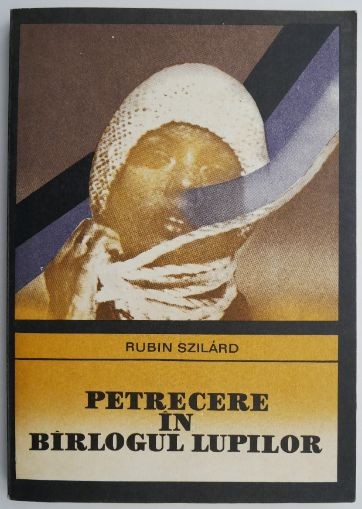 RUBIN SZILÁRD
PETRECERE
ÎN
BÎRLOGUL LUPILOR